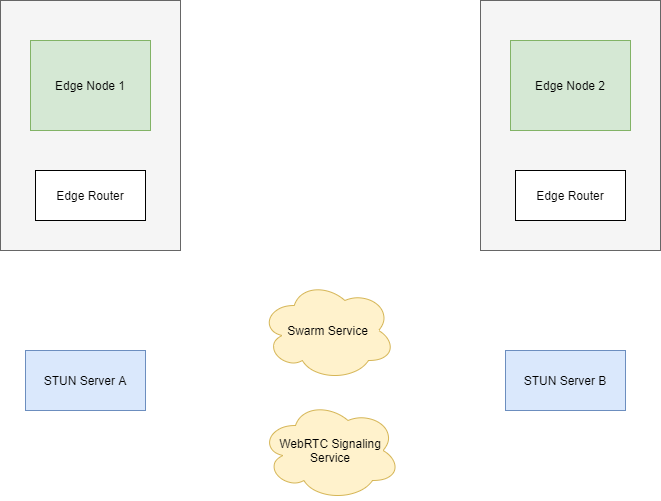 Edge Node 1
Edge Node 2
Edge Router
Edge Router
Swarm Service
STUN Server A
STUN Server B
WebRTC Signaling
Service